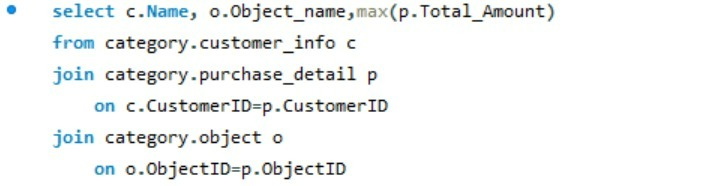 select c.Name, o.Object_name,max(p.Total_Amount)
from category.customer_info c
join category.purchase_detail p
on c.CustomerID=p.CustomerID
join category.object o
on o.ObjectID=p.ObjectID